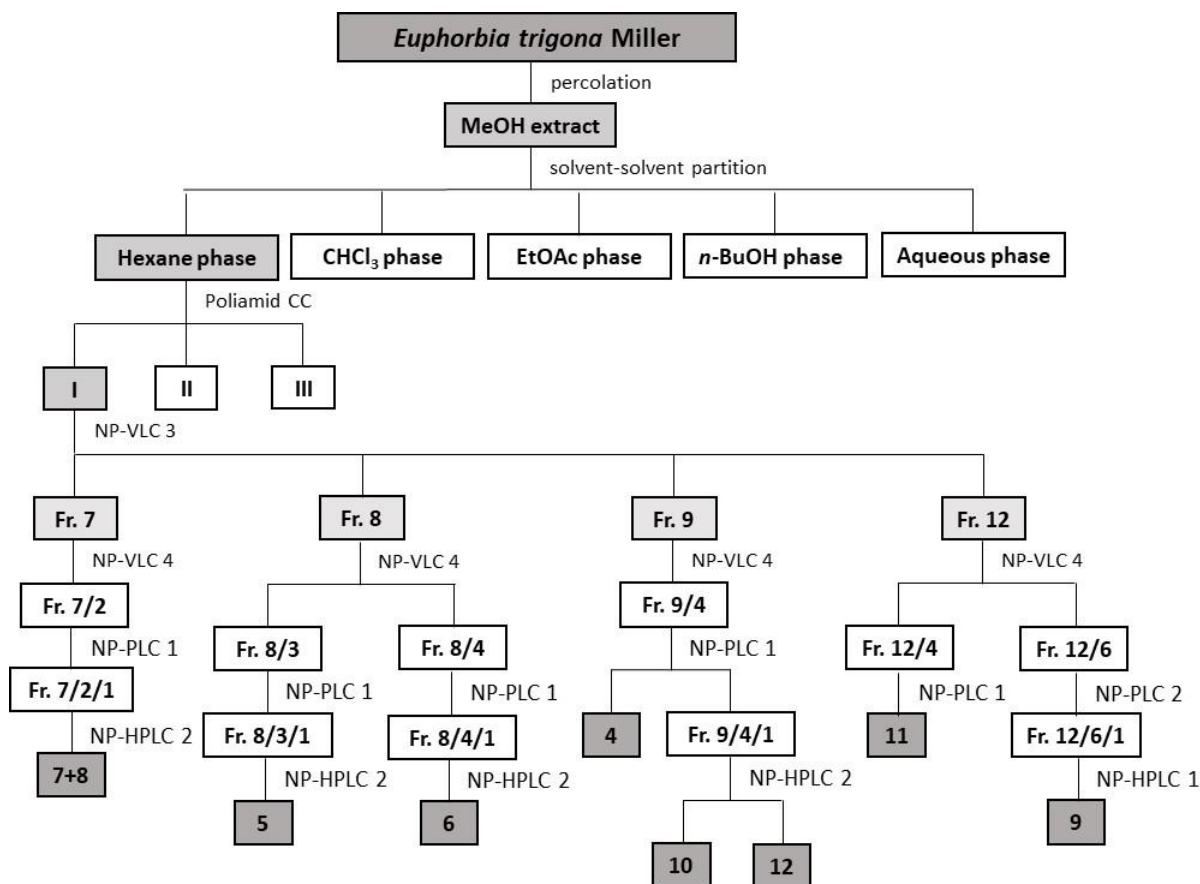 Euphorbia trigona Miller
percolation
MeOH extract
solvent-solvent partition
Hexane phase
CHCl₃ phase
EtOAc phase
n-BuOH phase
Aqueous phase
Poliamid CC
I
II
III
NP-VLC 3
Fr. 7
Fr. 8
Fr. 9
Fr. 12
NP-VLC 4
NP-VLC 4
NP-VLC 4
NP-VLC 4
Fr. 7/2
Fr. 9/4
Fr. 8/3
Fr. 8/4
Fr. 12/4
Fr. 12/6
NP-PLC 1
NP-PLC 1
NP-PLC 1
NP-PLC 1
NP-PLC 1
NP-PLC 2
Fr. 7/2/1
Fr. 8/3/1
Fr. 8/4/1
4
Fr. 9/4/1
11
Fr. 12/6/1
NP-HPLC 2
NP-HPLC 2
NP-HPLC 2
NP-HPLC 2
NP-HPLC 1
7+8
5
6
10
12
9